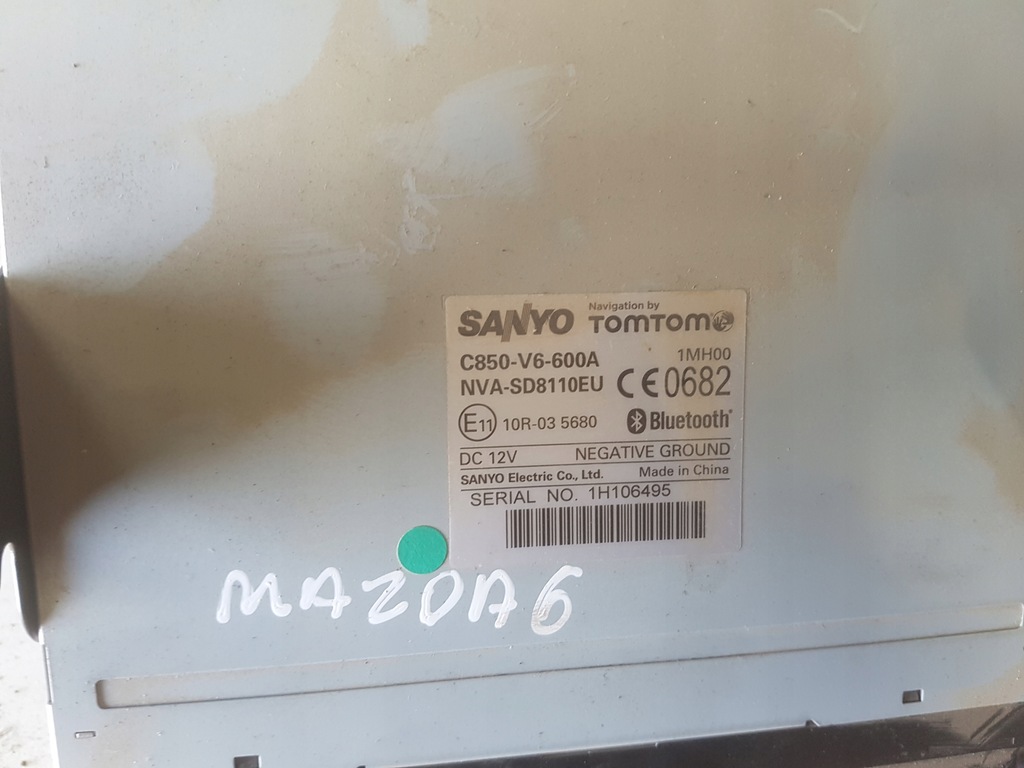 SANYO Navigation by TOMTOM
C850-V6-600A 1MH00
NVA-SD8110EU CE0682
E11 10R-03 5680 Bluetooth
DC 12V NEGATIVE GROUND
SANYO Electric Co., Ltd. Made in China
SERIAL NO. 1H106495
MAZDA6